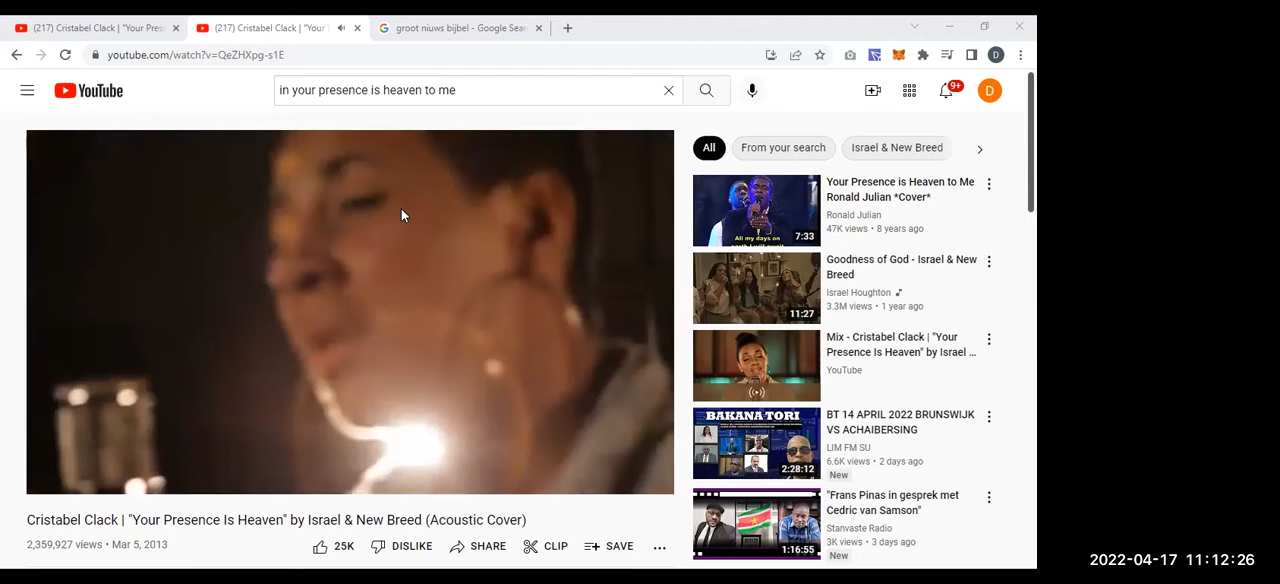 (217) Cristabel Clack | "Your Pres
(217) Cristabel Clack | "Your
groot niuws bijbel - Google Sear
youtube.com/watch?v=QeZHXpg-s1E
YouTube
in your presence is heaven to me
9+
D
D
All
From your search
Israel & New Breed
Your Presence is Heaven to Me
Ronald Julian *Cover*
Ronald Julian
47K views • 8 years ago
All my days on
7:33
Goodness of God - Israel & New
Breed
Israel Houghton
3.3M views • 1 year ago
11:27
Mix - Cristabel Clack | "Your
Presence Is Heaven" by Israel ...
YouTube
BT 14 APRIL 2022 BRUNSWIJK
VS ACHAIBERSING
LIM FM SU
6.6K views • 2 days ago
New
BAKANA TORI
2:28:12
"Frans Pinas in gesprek met
Cedric van Samson"
Stanvaste Radio
3K views • 3 days ago
New
1:16:55
Cristabel Clack | "Your Presence Is Heaven" by Israel & New Breed (Acoustic Cover)
2,359,927 views • Mar 5, 2013
25K
DISLIKE
SHARE
CLIP
SAVE
2022-04-17 11:12:26